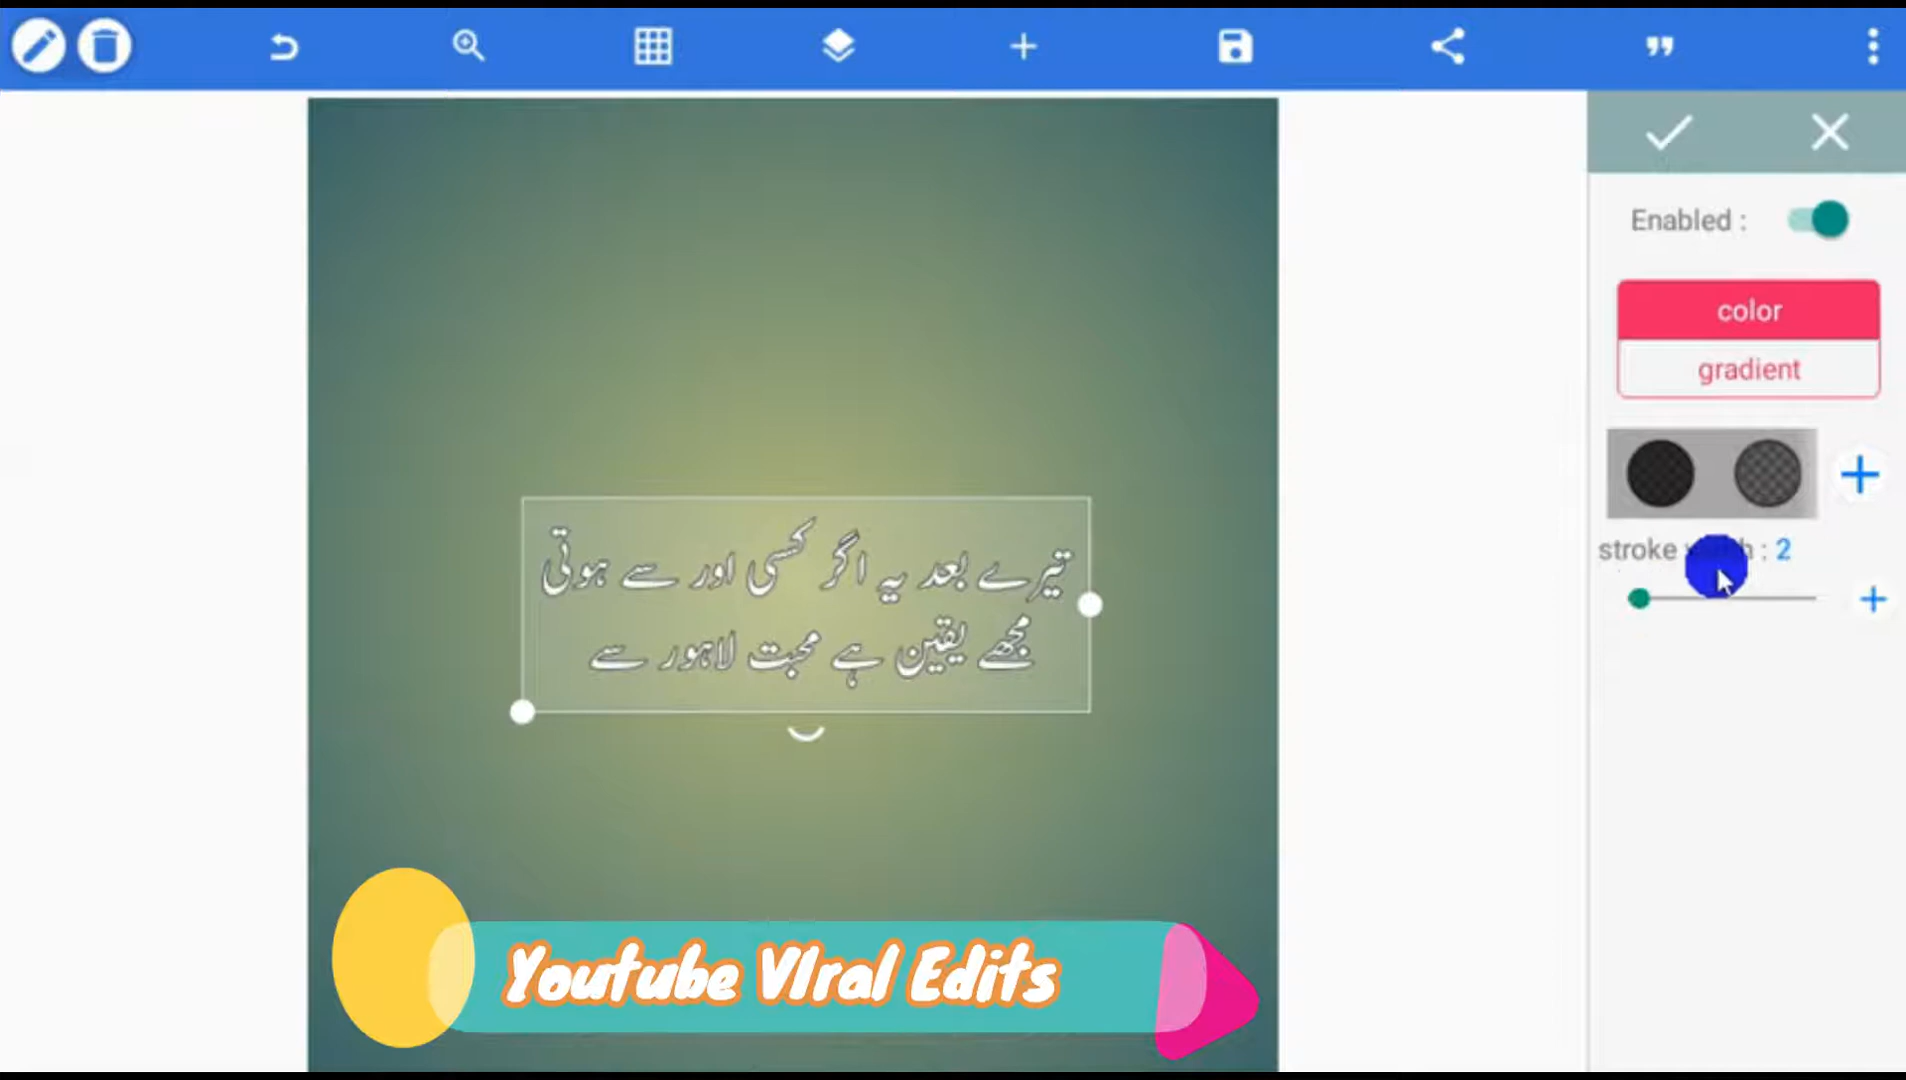 Enabled :
color
gradient
stroke : 2
تیرے بعد یہ اگر کسی اور سے ہوتی
مجھے یقین ہے محبت لاہور سے
Youtube VIral Edits